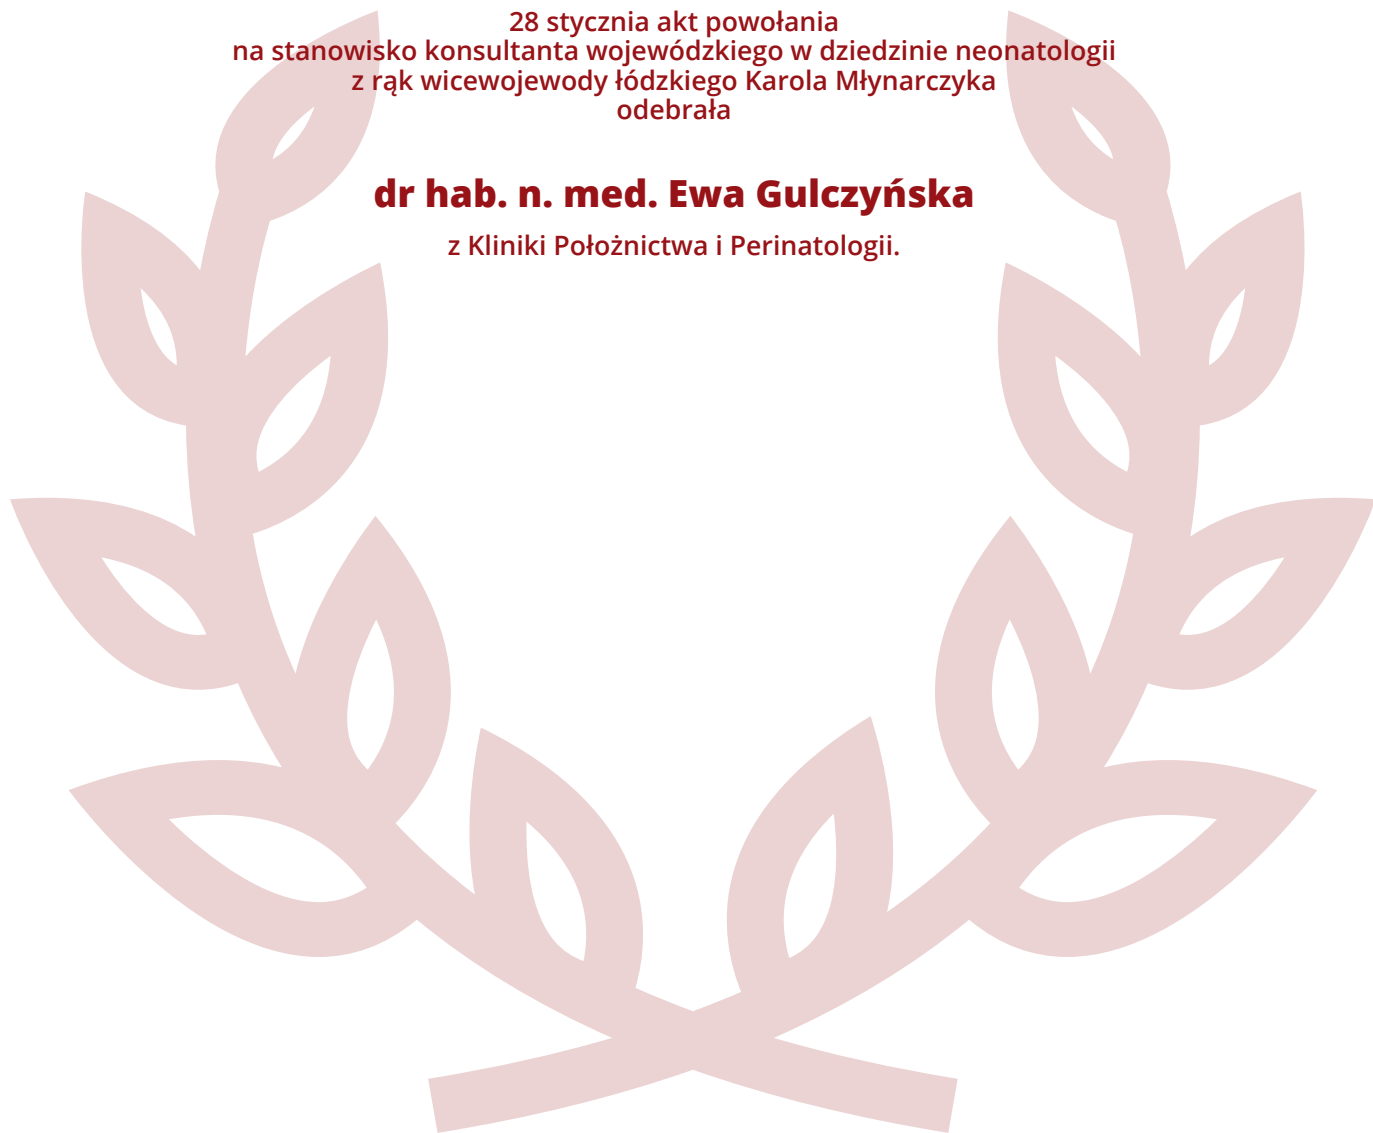 28 stycznia akt powołania
na stanowisko konsultanta wojewódzkiego w dziedzinie neonatologii
z rąk wicewojewody łódzkiego Karola Młynarczyka
odebrała
dr hab. n. med. Ewa Gulczyńska
z Kliniki Położnictwa i Perinatologii.